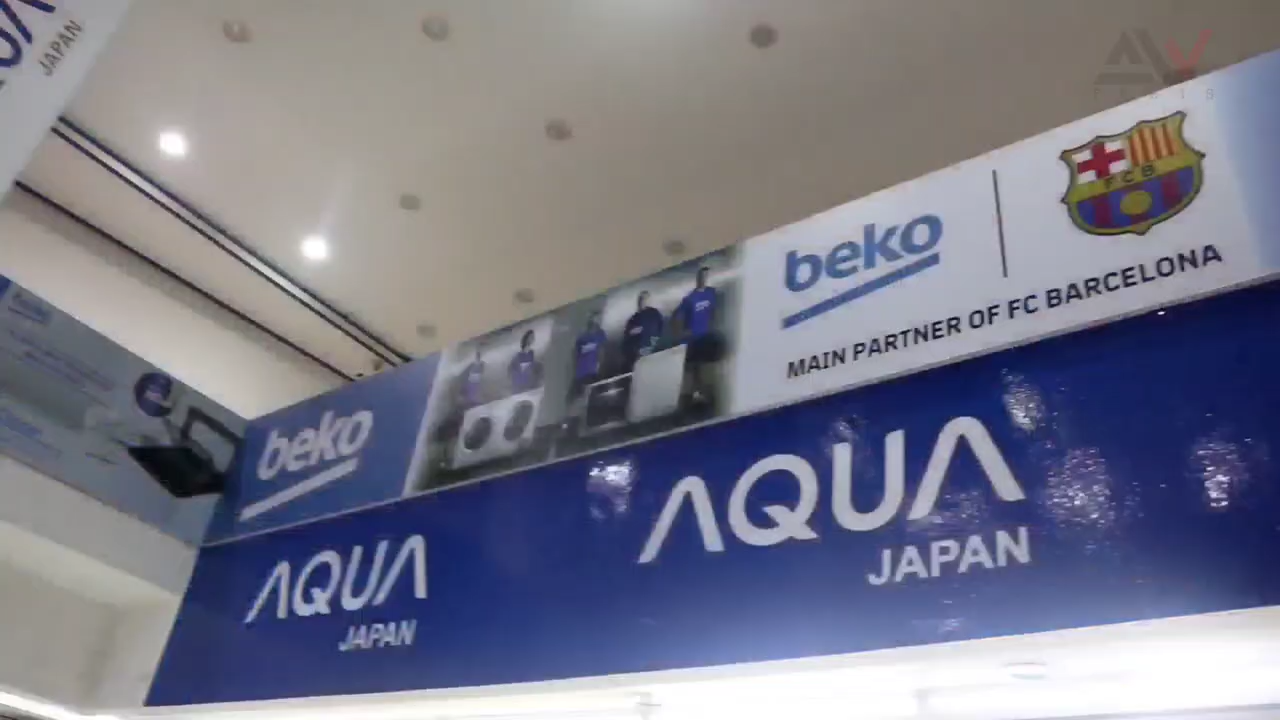 JAPAN
beko
beko
MAIN PARTNER OF FC BARCELONA
FCB
AQUA
JAPAN
AQUA
JAPAN